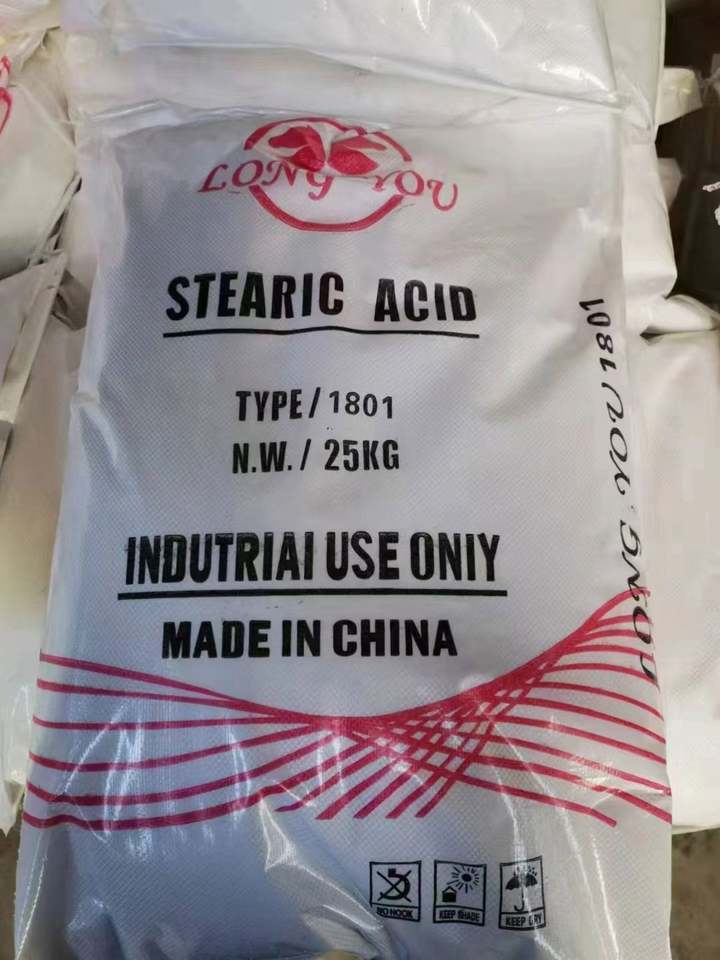 LONG YOU
STEARIC ACID
TYPE/1801
N.W./ 25KG
INDUTRIAI USE ONIY
MADE IN CHINA
LONG YOU 1801
NO HOOK
KEEP SHADE
KEEP DRY